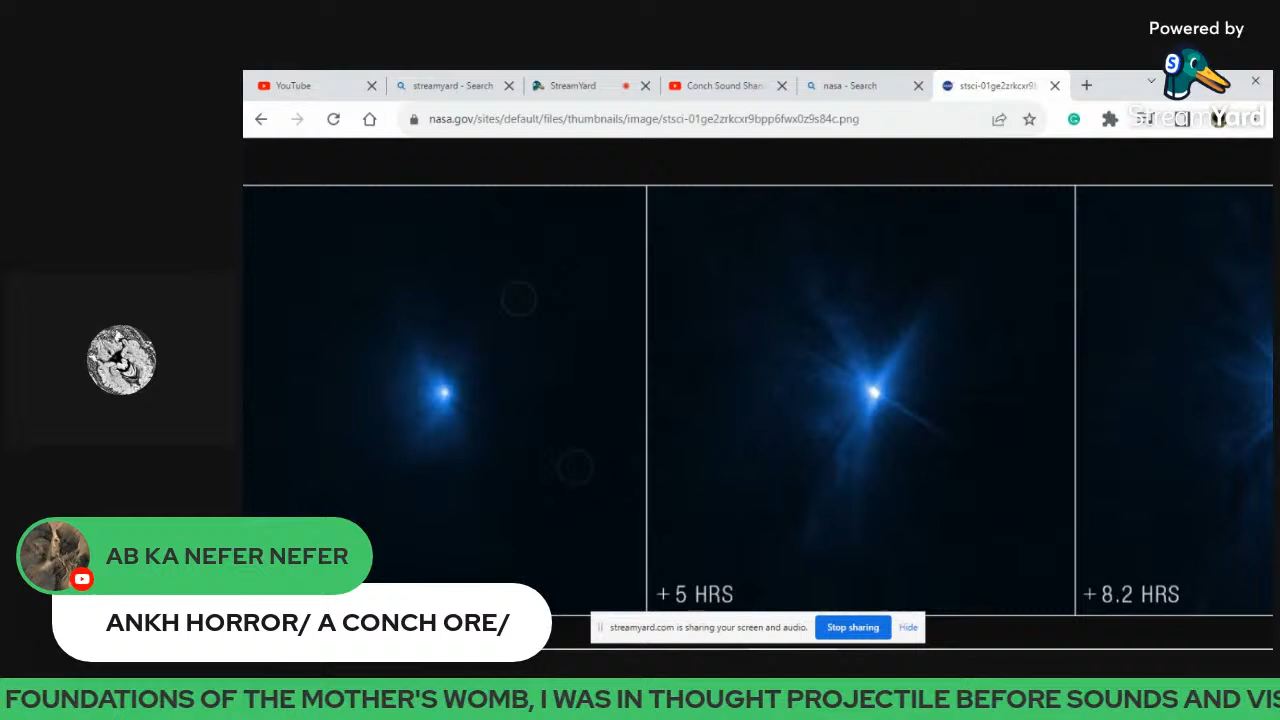 Powered by
StreamYard
YouTube
streamyard - Search
StreamYard
Conch Sound Shan
nasa - Search
stsci-01ge2zrkcxr9
nasa.gov/sites/default/files/thumbnails/image/stsci-01ge2zrkcxr9bpp6fwx0z9s84c.png
+ 5 HRS
+ 8.2 HRS
AB KA NEFER NEFER
ANKH HORROR/ A CONCH ORE/
streamyard.com is sharing your screen and audio.
Stop sharing
Hide
FOUNDATIONS OF THE MOTHER'S WOMB, I WAS IN THOUGHT PROJECTILE BEFORE SOUNDS AND VIS